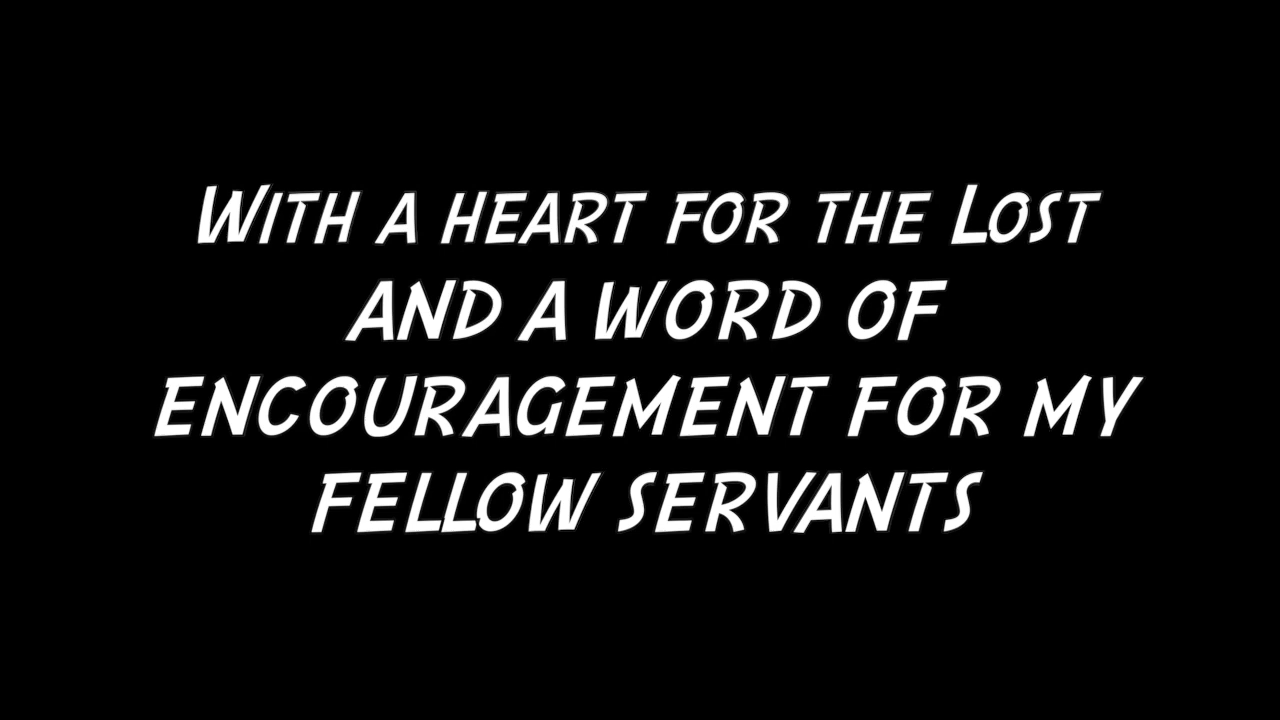 With a heart for the Lost
and a word of
encouragement for my
fellow servants